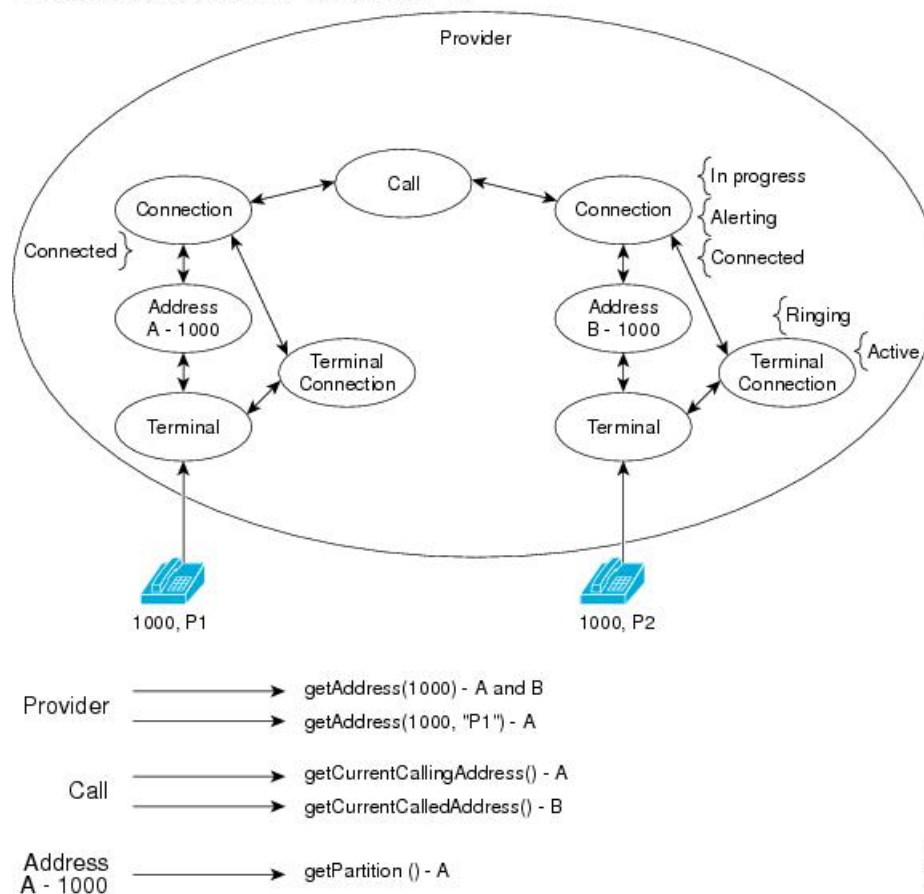 Provider
Call
Connection
Connection
{In progress
{Alerting
{Connected
Connected}
Address
A - 1000
Address
B - 1000
{Ringing
{Active
Terminal
Connection
Terminal
Connection
Terminal
Terminal
1000, P1
1000, P2
Provider
getAddress(1000) - A and B
getAddress(1000, "P1") - A
Call
getCurrentCallingAddress() - A
getCurrentCalledAddress() - B
Address
A - 1000
getPartition () - A